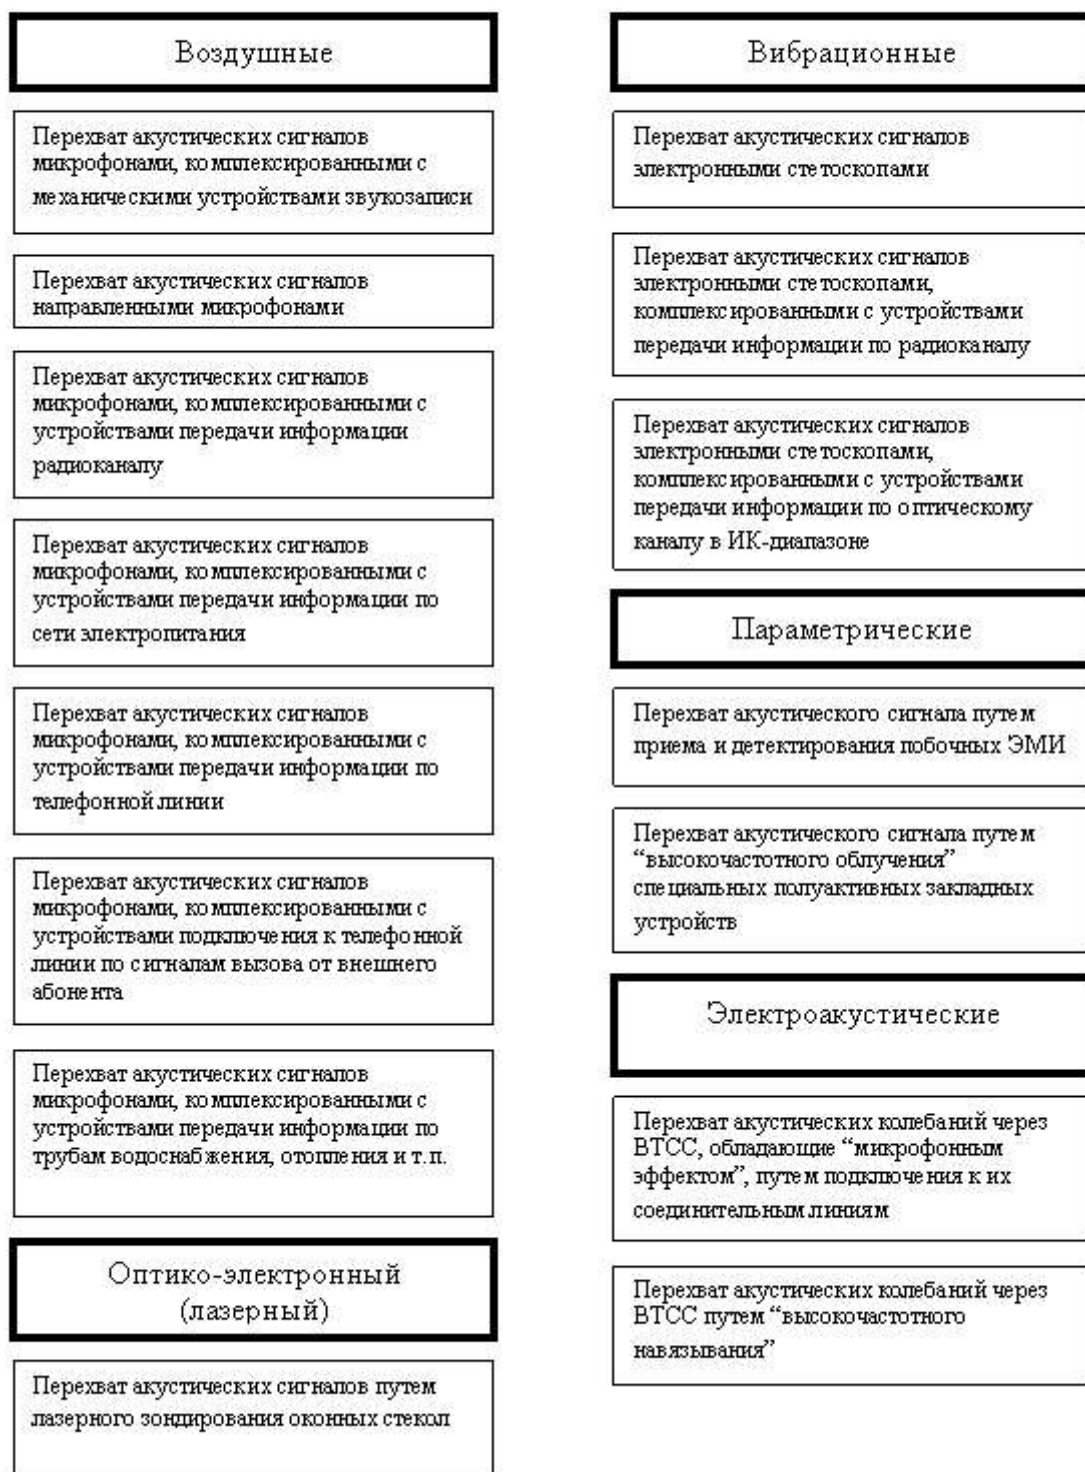 Воздушные
Перехват акустических сигналов
микрофонами, комплексированными с
механическими устройствами звукозаписи
Перехват акустических сигналов
направленными микрофонами
Перехват акустических сигналов
микрофонами, комплексированными с
устройствами передачи информации
радиоканалу
Перехват акустических сигналов
микрофонами, комплексированными с
устройствами передачи информации по
сети электропитания
Перехват акустических сигналов
микрофонами, комплексированными с
устройствами передачи информации по
телефонной линии
Перехват акустических сигналов
микрофонами, комплексированными с
устройствами подключения к телефонной
линии по сигналам вызова от внешнего
абонента
Перехват акустических сигналов
микрофонами, комплексированными с
устройствами передачи информации по
трубам водоснабжения, отопления и т.п.
Оптико-электронный
(лазерный)
Перехват акустических сигналов путем
лазерного зондирования оконных стекол
Вибрационные
Перехват акустических сигналов
электронными стетоскопами
Перехват акустических сигналов
электронными стетоскопами,
комплексированными с устройствами
передачи информации по радиоканалу
Перехват акустических сигналов
электронными стетоскопами,
комплексированными с устройствами
передачи информации по оптическому
каналу в ИК-диапазоне
Параметрические
Перехват акустического сигнала путем
приема и детектирования побочных ЭМИ
Перехват акустического сигнала путем
“высокочастотного облучения”
специальных полуактивных закладных
устройств
Электроакустические
Перехват акустических колебаний через
ВТСС, обладающие “микрофонным
эффектом”, путем подключения к их
соединительным линиям
Перехват акустических колебаний через
ВТСС путем “высокочастотного
навязывания”